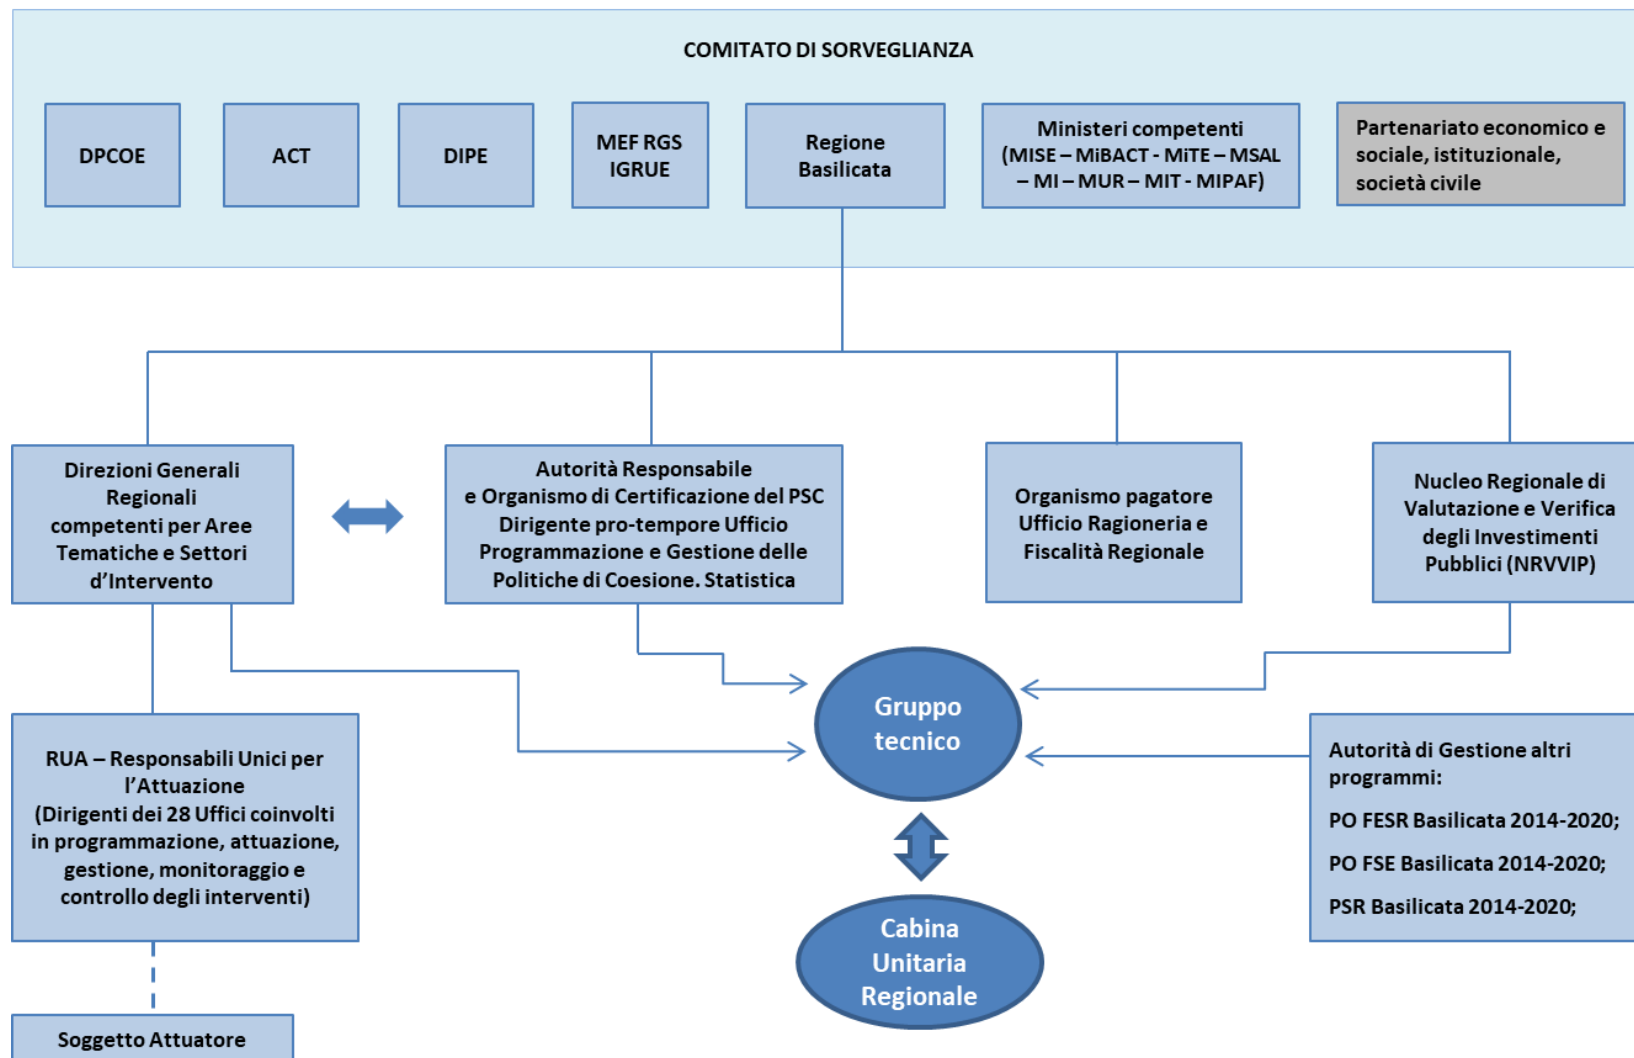 COMITATO DI SORVEGLIANZA
DPCOE
ACT
DIPE
MEF RGS
IGRUE
Regione
Basilicata
Ministeri competenti
(MISE – MiBACT - MiTE – MSAL
– MI – MUR – MIT - MIPAF)
Partenariato economico e
sociale, istituzionale,
società civile
Direzioni Generali
Regionali
competenti per Aree
Tematiche e Settori
d’Intervento
Autorità Responsabile
e Organismo di Certificazione del PSC
Dirigente pro-tempore Ufficio
Programmazione e Gestione delle
Politiche di Coesione. Statistica
Organismo pagatore
Ufficio Ragioneria e
Fiscalità Regionale
Nucleo Regionale di
Valutazione e Verifica
degli Investimenti
Pubblici (NRVVIP)
Gruppo
tecnico
RUA – Responsabili Unici per
l’Attuazione
(Dirigenti dei 28 Uffici coinvolti
in programmazione, attuazione,
gestione, monitoraggio e
controllo degli interventi)
Autorità di Gestione altri
programmi:
PO FESR Basilicata 2014-2020;
PO FSE Basilicata 2014-2020;
PSR Basilicata 2014-2020;
Cabina
Unitaria
Regionale
Soggetto Attuatore